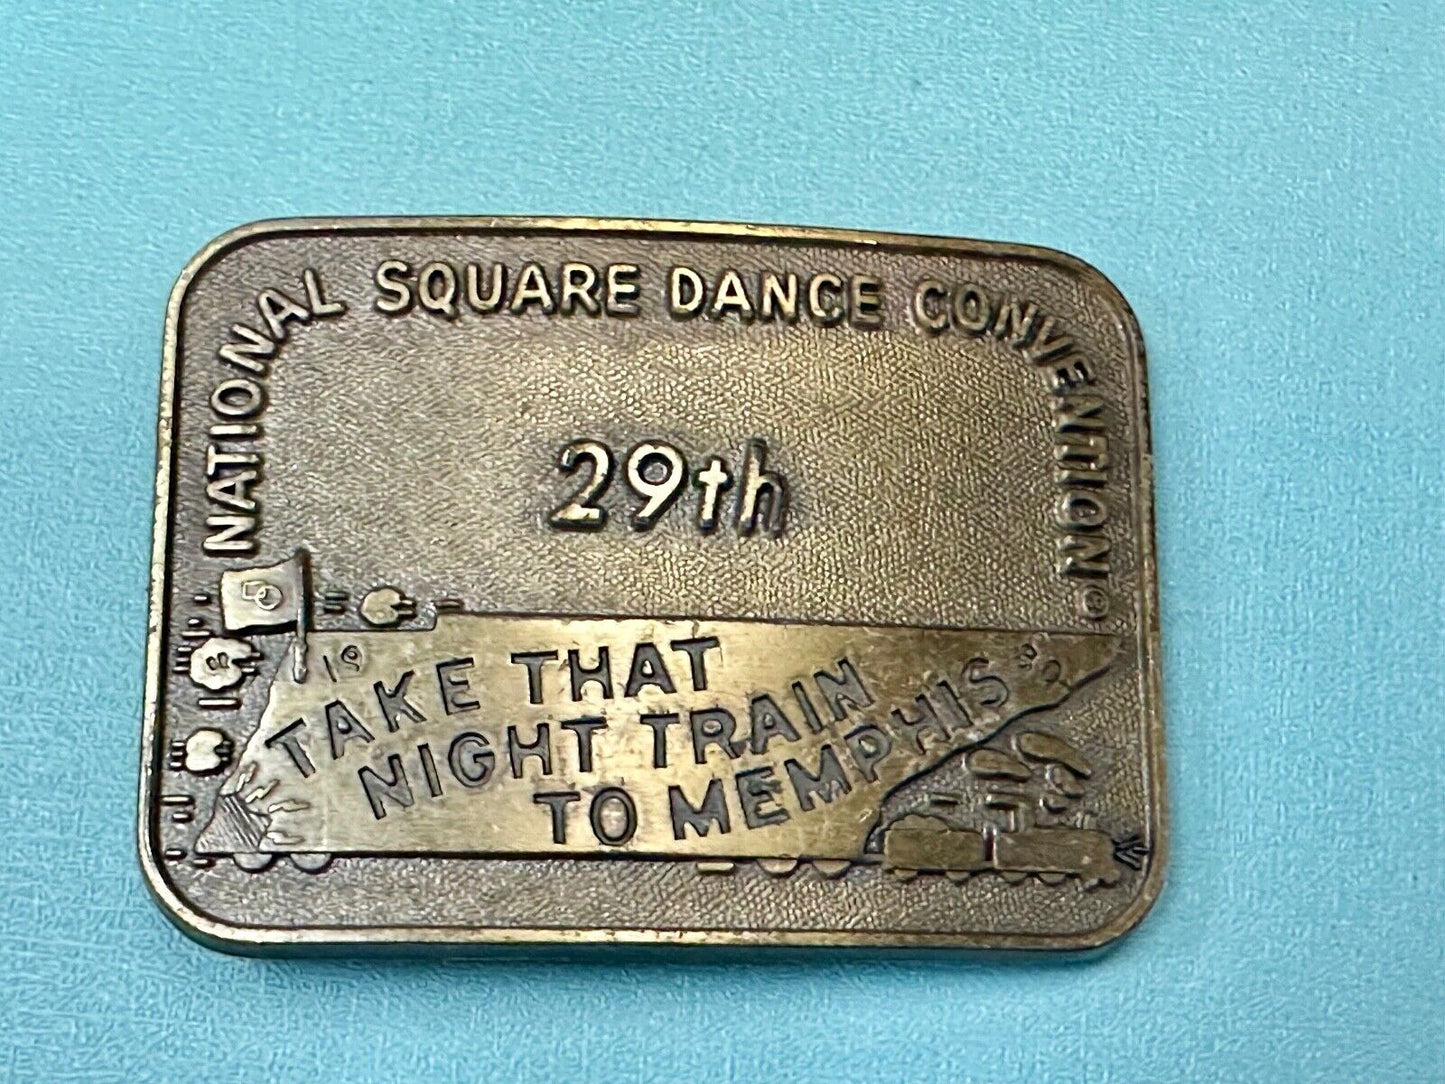 NATIONAL SQUARE DANCE CONVENTION®
29th
19 80
TAKE THAT
NIGHT TRAIN
TO MEMPHIS